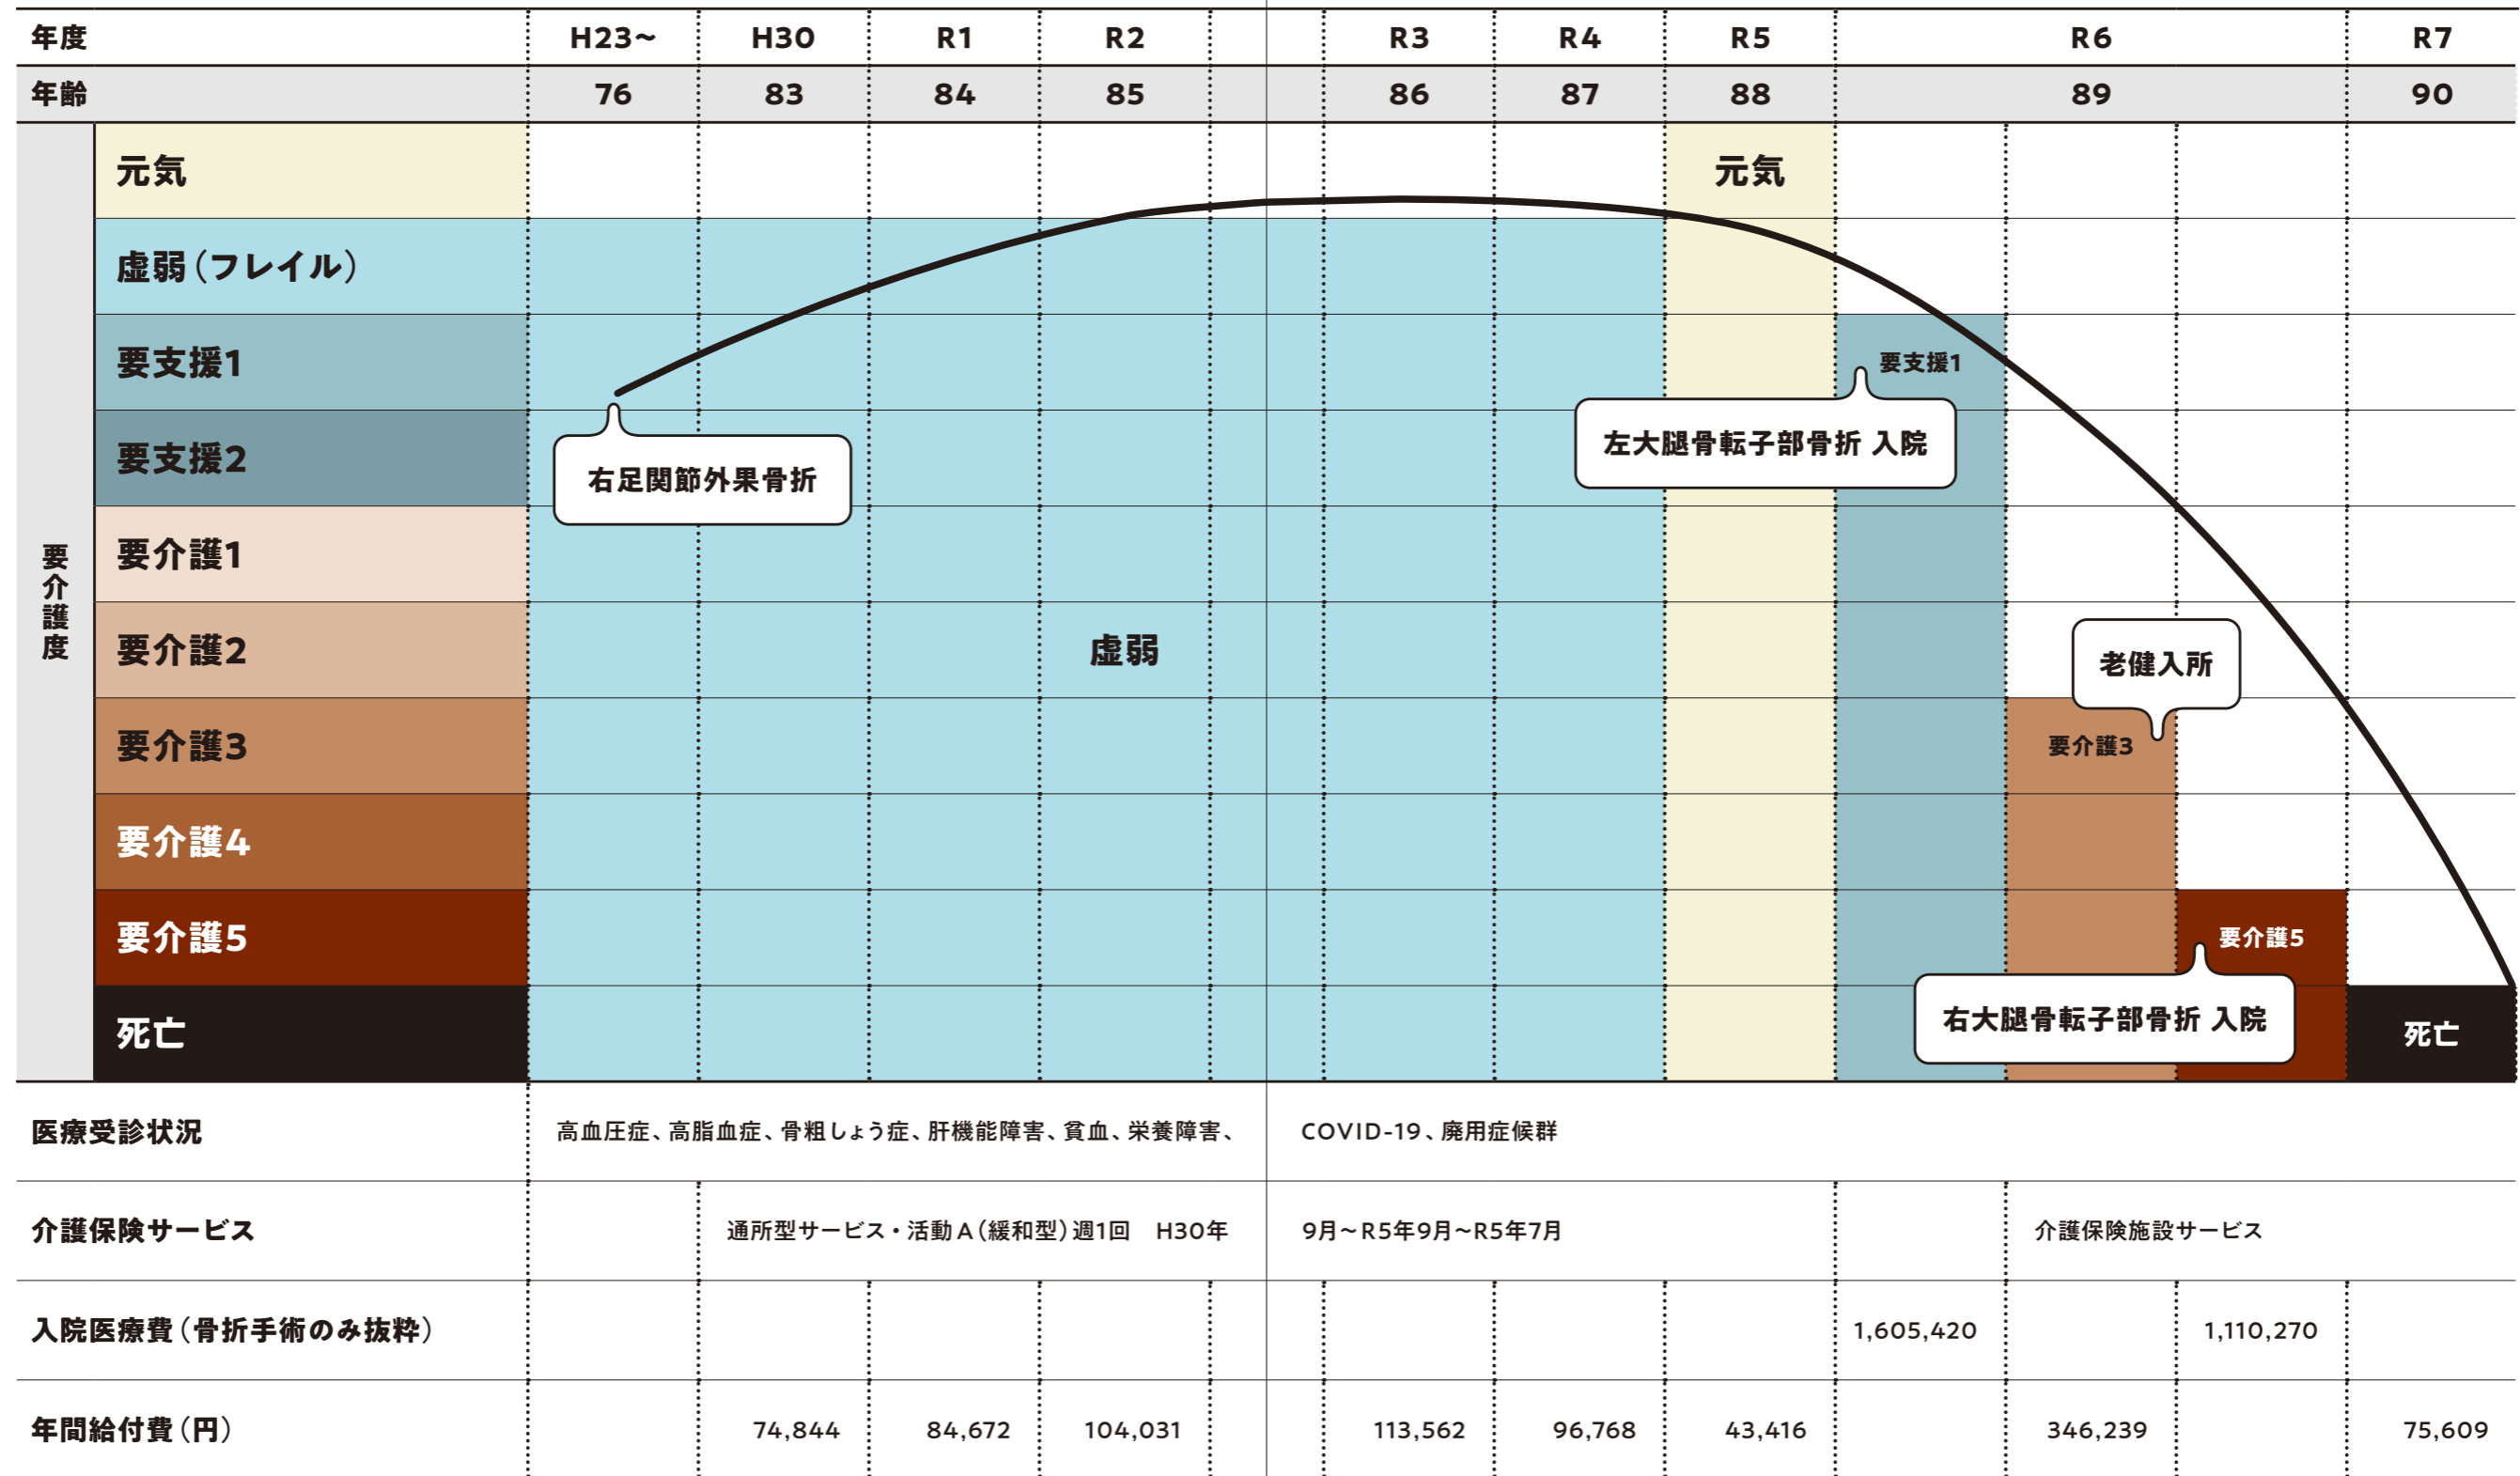 年度 H23〜 H30 R1 R2 R3 R4 R5 R6 R7
年齢 76 83 84 85 86 87 88 89 90
要介護度
元気 元気
虚弱（フレイル）
要支援1 要支援1
左大腿骨転子部骨折 入院
要支援2
右足関節外果骨折
要介護1
要介護2 虚弱
老健入所
要介護3 要介護3
要介護4
要介護5 要介護5
右大腿骨転子部骨折 入院
死亡 死亡
医療受診状況 高血圧症、高脂血症、骨粗しょう症、肝機能障害、貧血、栄養障害、 COVID-19、廃用症候群
介護保険サービス 通所型サービス・活動A（緩和型）週1回　H30年 9月〜R5年9月〜R5年7月 介護保険施設サービス
入院医療費（骨折手術のみ抜粋） 1,605,420 1,110,270
年間給付費（円） 74,844 84,672 104,031 113,562 96,768 43,416 346,239 75,609